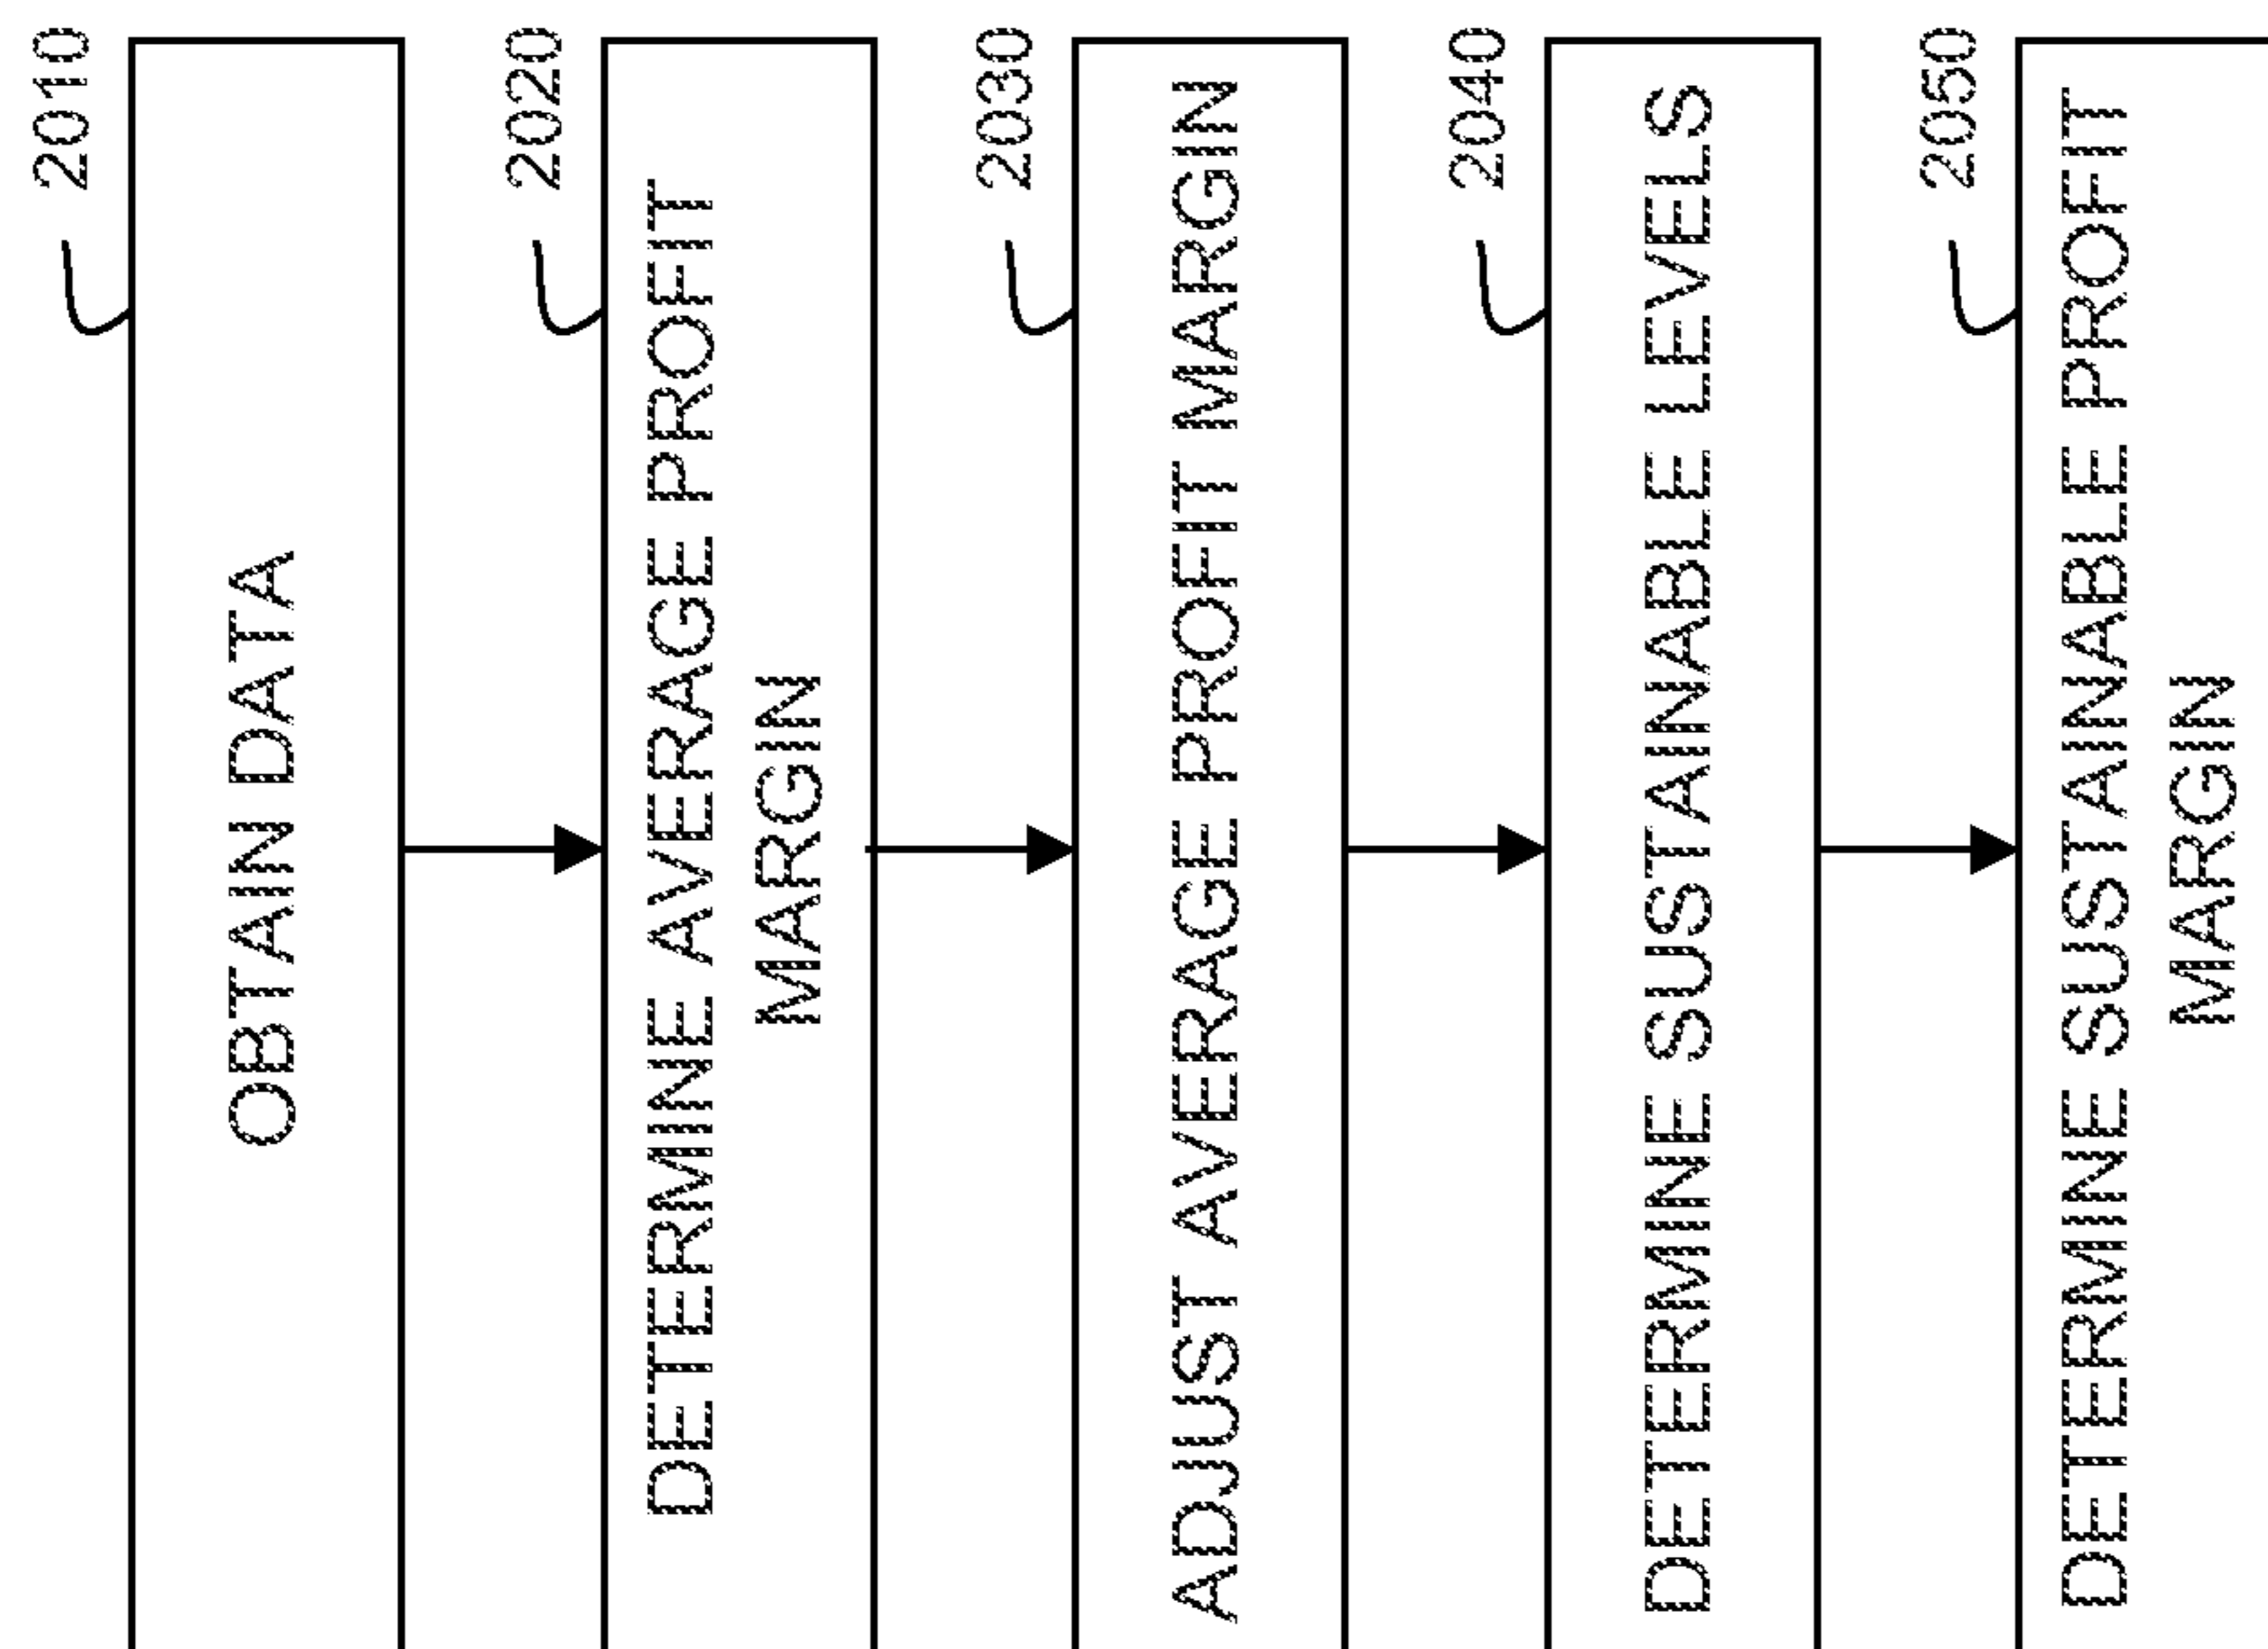 2010
OBTAIN DATA
2020
DETERMINE AVERAGE PROFIT
MARGIN
2030
ADJUST AVERAGE PROFIT MARGIN
2040
DETERMINE SUSTAINABLE LEVELS
2050
DETERMINE SUSTAINABLE PROFIT
MARGIN